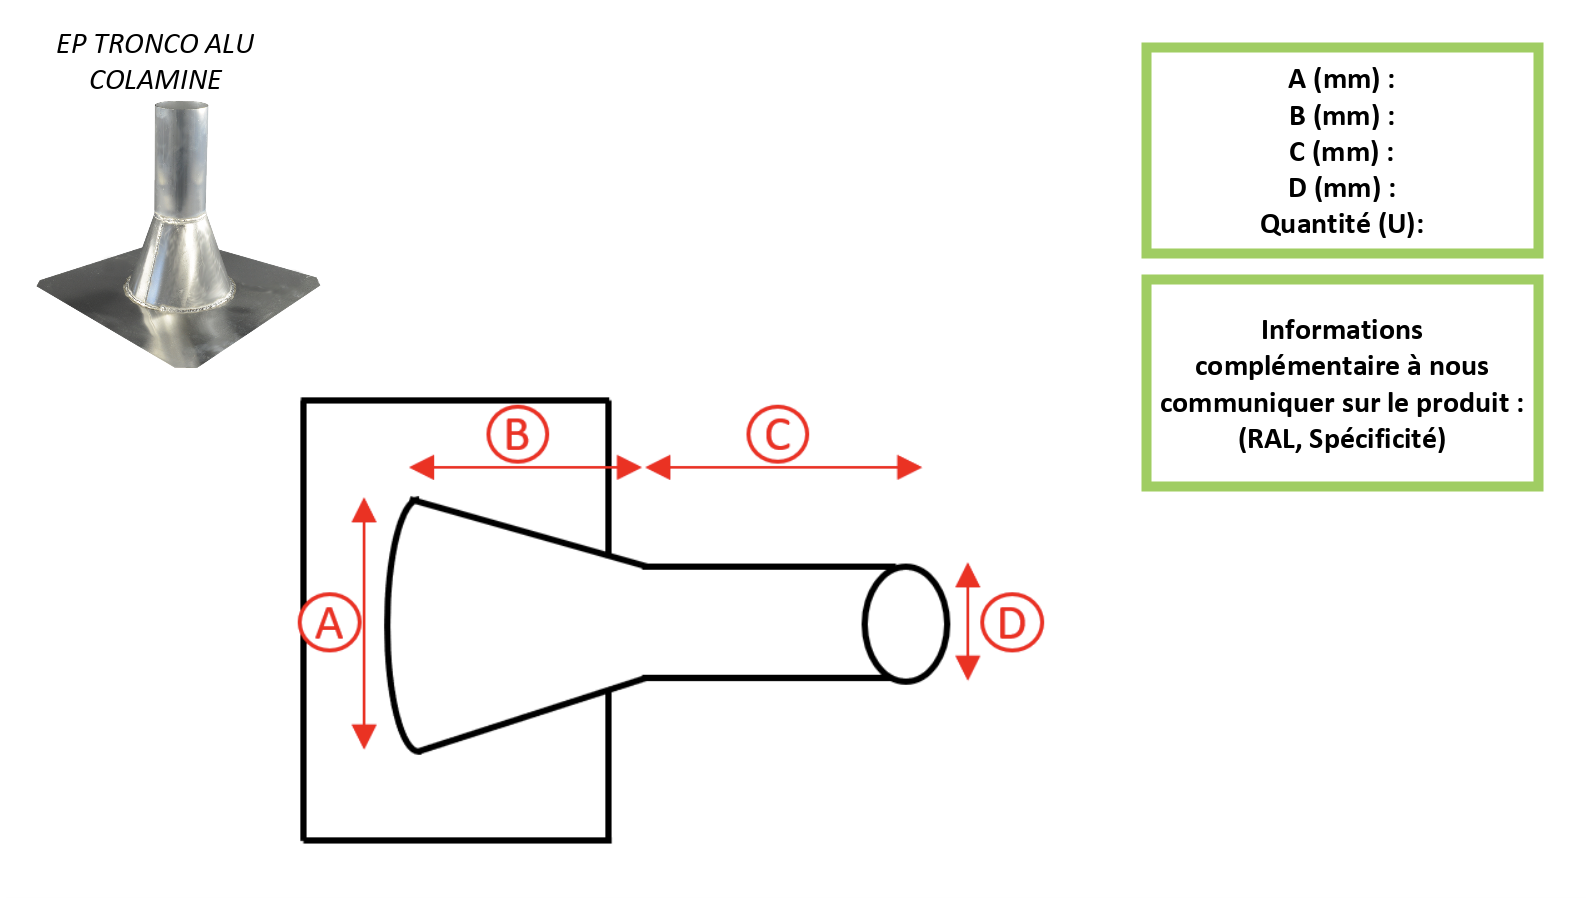 EP TRONCO ALU
COLAMINE
A (mm) :
B (mm) :
C (mm) :
D (mm) :
Quantité (U):
Informations
complémentaire à nous
communiquer sur le produit :
(RAL, Spécificité)
B
C
A
D